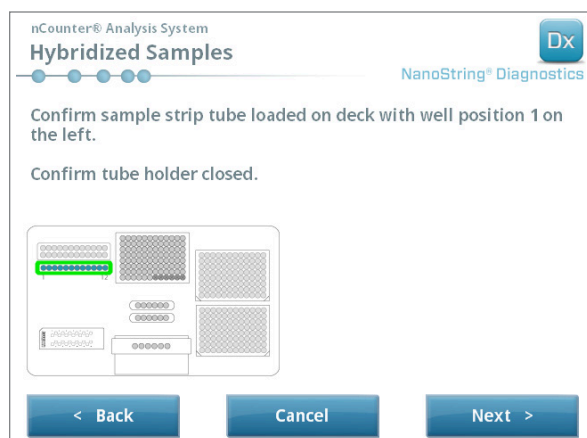 nCounter® Analysis System
Hybridized Samples
Dx
NanoString® Diagnostics
Confirm sample strip tube loaded on deck with well position 1 on
the left.
Confirm tube holder closed.
1 12
< Back
Cancel
Next >